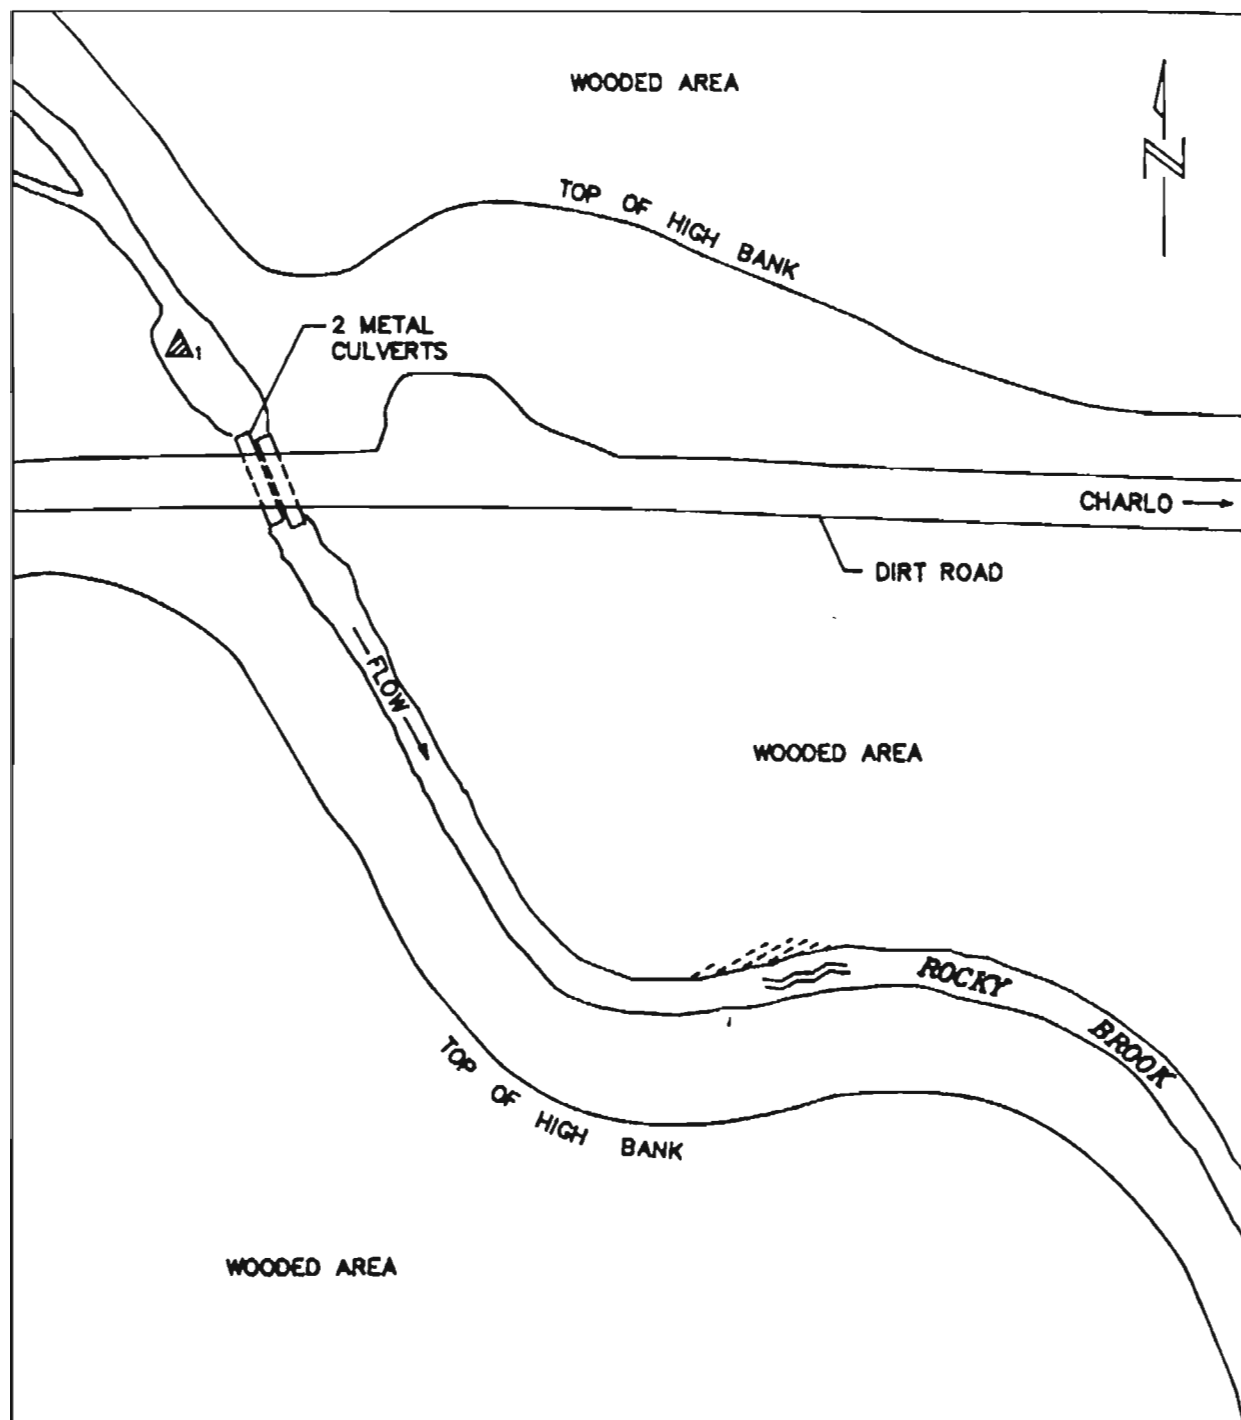 WOODED AREA
N
TOP OF HIGH BANK
2 METAL
CULVERTS
1
CHARLO
DIRT ROAD
FLOW
WOODED AREA
ROCKY BROOK
TOP OF HIGH BANK
WOODED AREA